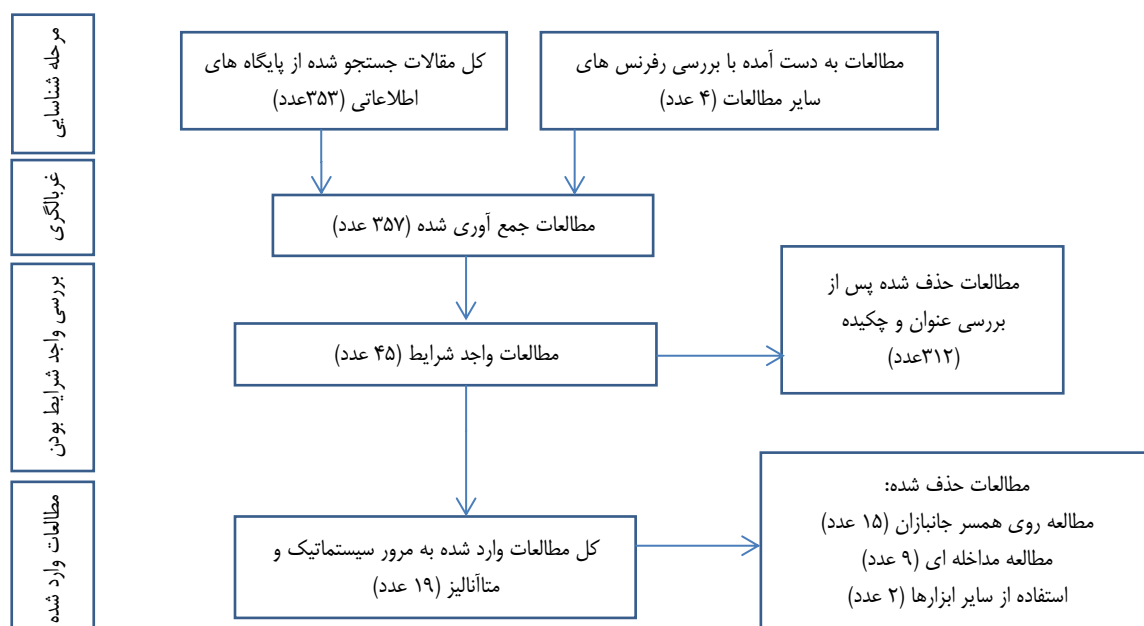 مرحله شناسایی
مطالعات به دست آمده با بررسی رفرنس های
سایر مطالعات (۴ عدد)
کل مقالات جستجو شده از پایگاه های
اطلاعاتی (۳۵۳عدد)
غربالگری
مطالعات جمع آوری شده (۳۵۷ عدد)
بررسی واجد شرایط بودن
مطالعات حذف شده پس از
بررسی عنوان و چکیده
(۳۱۲عدد)
مطالعات واجد شرایط (۴۵ عدد)
مطالعات وارد شده
مطالعات حذف شده:
مطالعه روی همسر جانبازان (۱۵ عدد)
مطالعه مداخله ای (۹ عدد)
استفاده از سایر ابزارها (۲ عدد)
کل مطالعات وارد شده به مرور سیستماتیک و
متاآنالیز (۱۹ عدد)